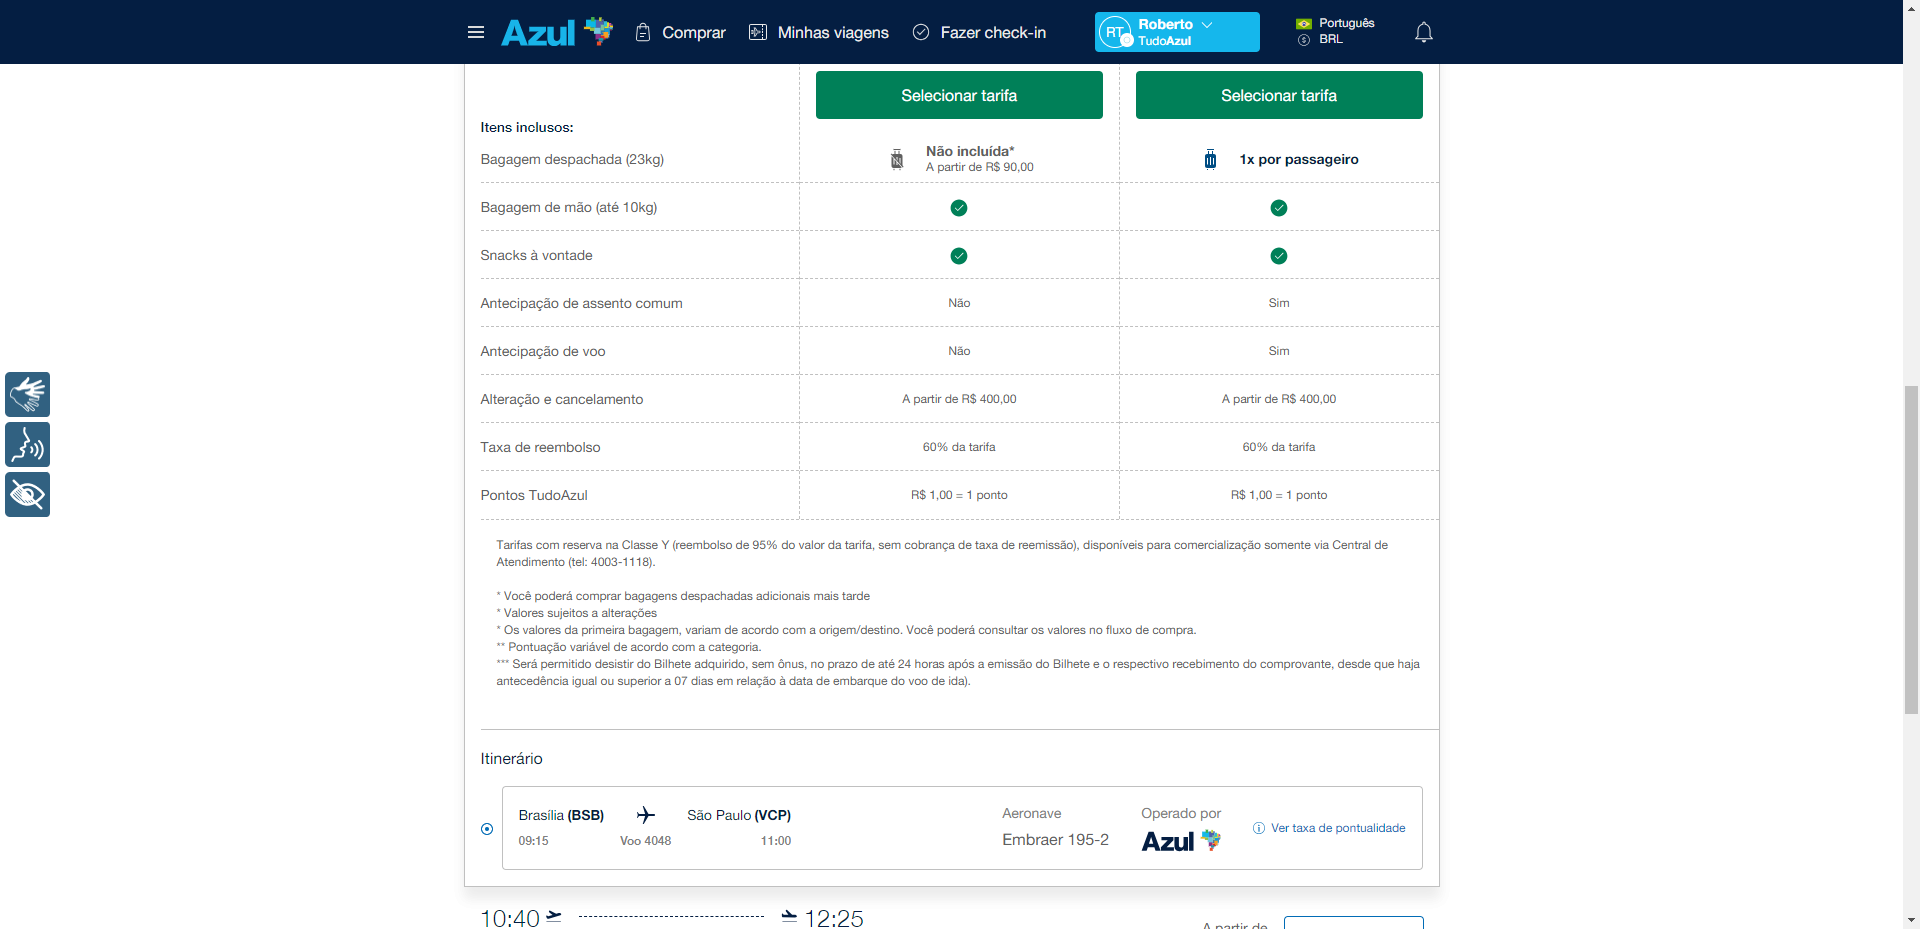 Azul
Comprar
Minhas viagens
Fazer check-in
RT
Roberto
TudoAzul
Português
BRL
Selecionar tarifa
Selecionar tarifa
Itens inclusos:
Bagagem despachada (23kg)
Não incluída*
A partir de R$ 90,00
1x por passageiro
Bagagem de mão (até 10kg)
Snacks à vontade
Antecipação de assento comum
Não
Sim
Antecipação de voo
Não
Sim
Alteração e cancelamento
A partir de R$ 400,00
A partir de R$ 400,00
Taxa de reembolso
60% da tarifa
60% da tarifa
Pontos TudoAzul
R$ 1,00 = 1 ponto
R$ 1,00 = 1 ponto
Tarifas com reserva na Classe Y (reembolso de 95% do valor da tarifa, sem cobrança de taxa de reemissão), disponíveis para comercialização somente via Central de
Atendimento (tel: 4003-1118).
* Você poderá comprar bagagens despachadas adicionais mais tarde
* Valores sujeitos a alterações
* Os valores da primeira bagagem, variam de acordo com a origem/destino. Você poderá consultar os valores no fluxo de compra.
** Pontuação variável de acordo com a categoria.
*** Será permitido desistir do Bilhete adquirido, sem ônus, no prazo de até 24 horas após a emissão do Bilhete e o respectivo recebimento do comprovante, desde que haja
antecedência igual ou superior a 07 dias em relação à data de embarque do voo de ida).
Itinerário
Brasília (BSB)
São Paulo (VCP)
09:15
Voo 4048
11:00
Aeronave
Embraer 195-2
Operado por
Azul
Ver taxa de pontualidade
10:40
12:25
A partir de